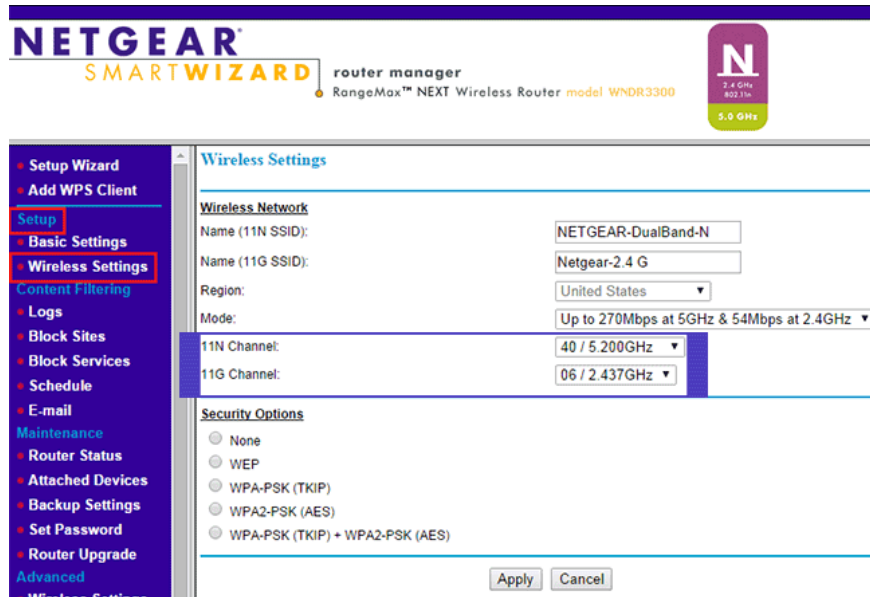 NETGEAR
SMARTWIZARD router manager
RangeMax™ NEXT Wireless Router model WNDR3300
N
2.4 GHz
802.11n
5.0 GHz
Setup Wizard
Add WPS Client
Setup
Basic Settings
Wireless Settings
Content Filtering
Logs
Block Sites
Block Services
Schedule
E-mail
Maintenance
Router Status
Attached Devices
Backup Settings
Set Password
Router Upgrade
Advanced
Wireless Settings
Wireless Settings
Wireless Network
Name (11N SSID): NETGEAR-DualBand-N
Name (11G SSID): Netgear-2.4 G
Region: United States
Mode: Up to 270Mbps at 5GHz & 54Mbps at 2.4GHz
11N Channel: 40 / 5.200GHz
11G Channel: 06 / 2.437GHz
Security Options
None
WEP
WPA-PSK (TKIP)
WPA2-PSK (AES)
WPA-PSK (TKIP) + WPA2-PSK (AES)
Apply Cancel